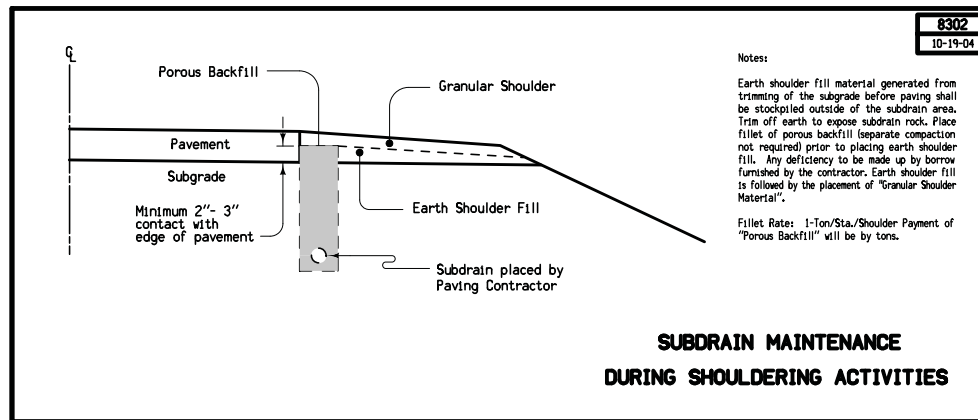 8302
10-19-04
℄
Porous Backfill
Granular Shoulder
Pavement
Subgrade
Minimum 2"- 3"
contact with
edge of pavement
Earth Shoulder Fill
Subdrain placed by
Paving Contractor
Notes:
Earth shoulder fill material generated from
trimming of the subgrade before paving shall
be stockpiled outside of the subdrain area.
Trim off earth to expose subdrain rock. Place
fillet of porous backfill (separate compaction
not required) prior to placing earth shoulder
fill. Any deficiency to be made up by borrow
furnished by the contractor. Earth shoulder fill
is followed by the placement of "Granular Shoulder
Material".
Fillet Rate: 1-Ton/Sta./Shoulder Payment of
"Porous Backfill" will be by tons.
SUBDRAIN MAINTENANCE
DURING SHOULDERING ACTIVITIES